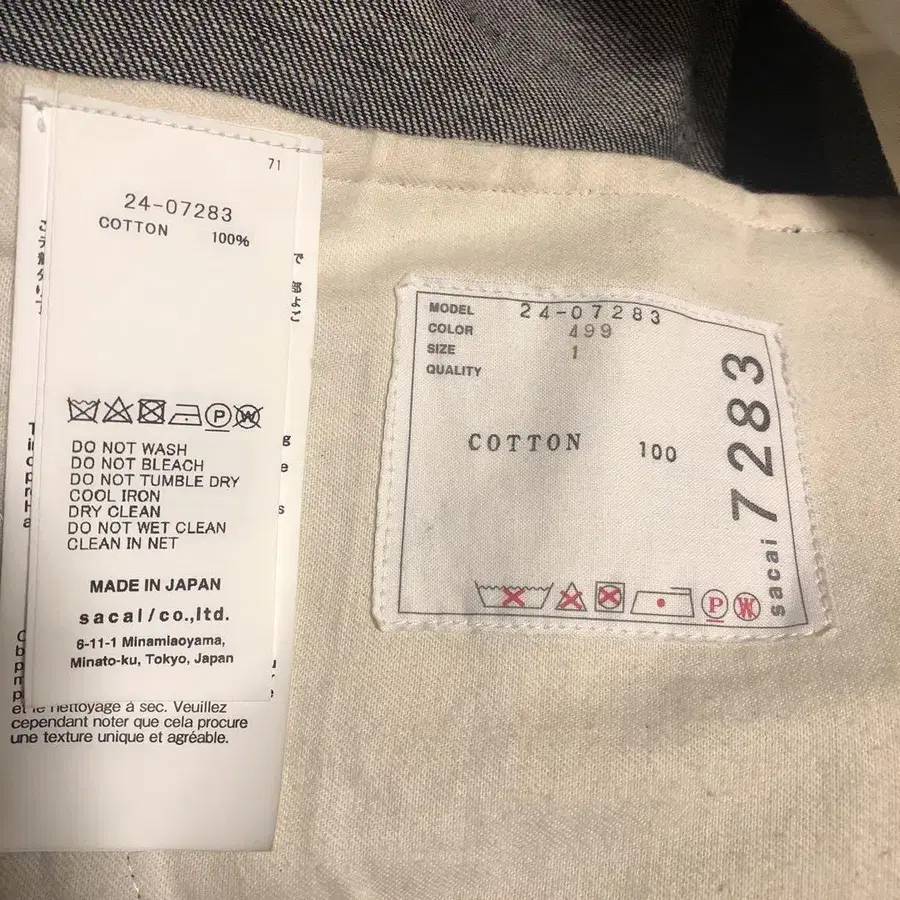 71
24-07283
COTTON 100%
DO NOT WASH
DO NOT BLEACH
DO NOT TUMBLE DRY
COOL IRON
DRY CLEAN
DO NOT WET CLEAN
CLEAN IN NET
MADE IN JAPAN
sacai/co.,ltd.
6-11-1 Minamiaoyama,
Minato-ku, Tokyo, Japan
et le nettoyage à sec. Veuillez
cependant noter que cela procure
une texture unique et agréable.
MODEL 24-07283
COLOR 499
SIZE 1
QUALITY
COTTON 100
P
W
sacai 7283